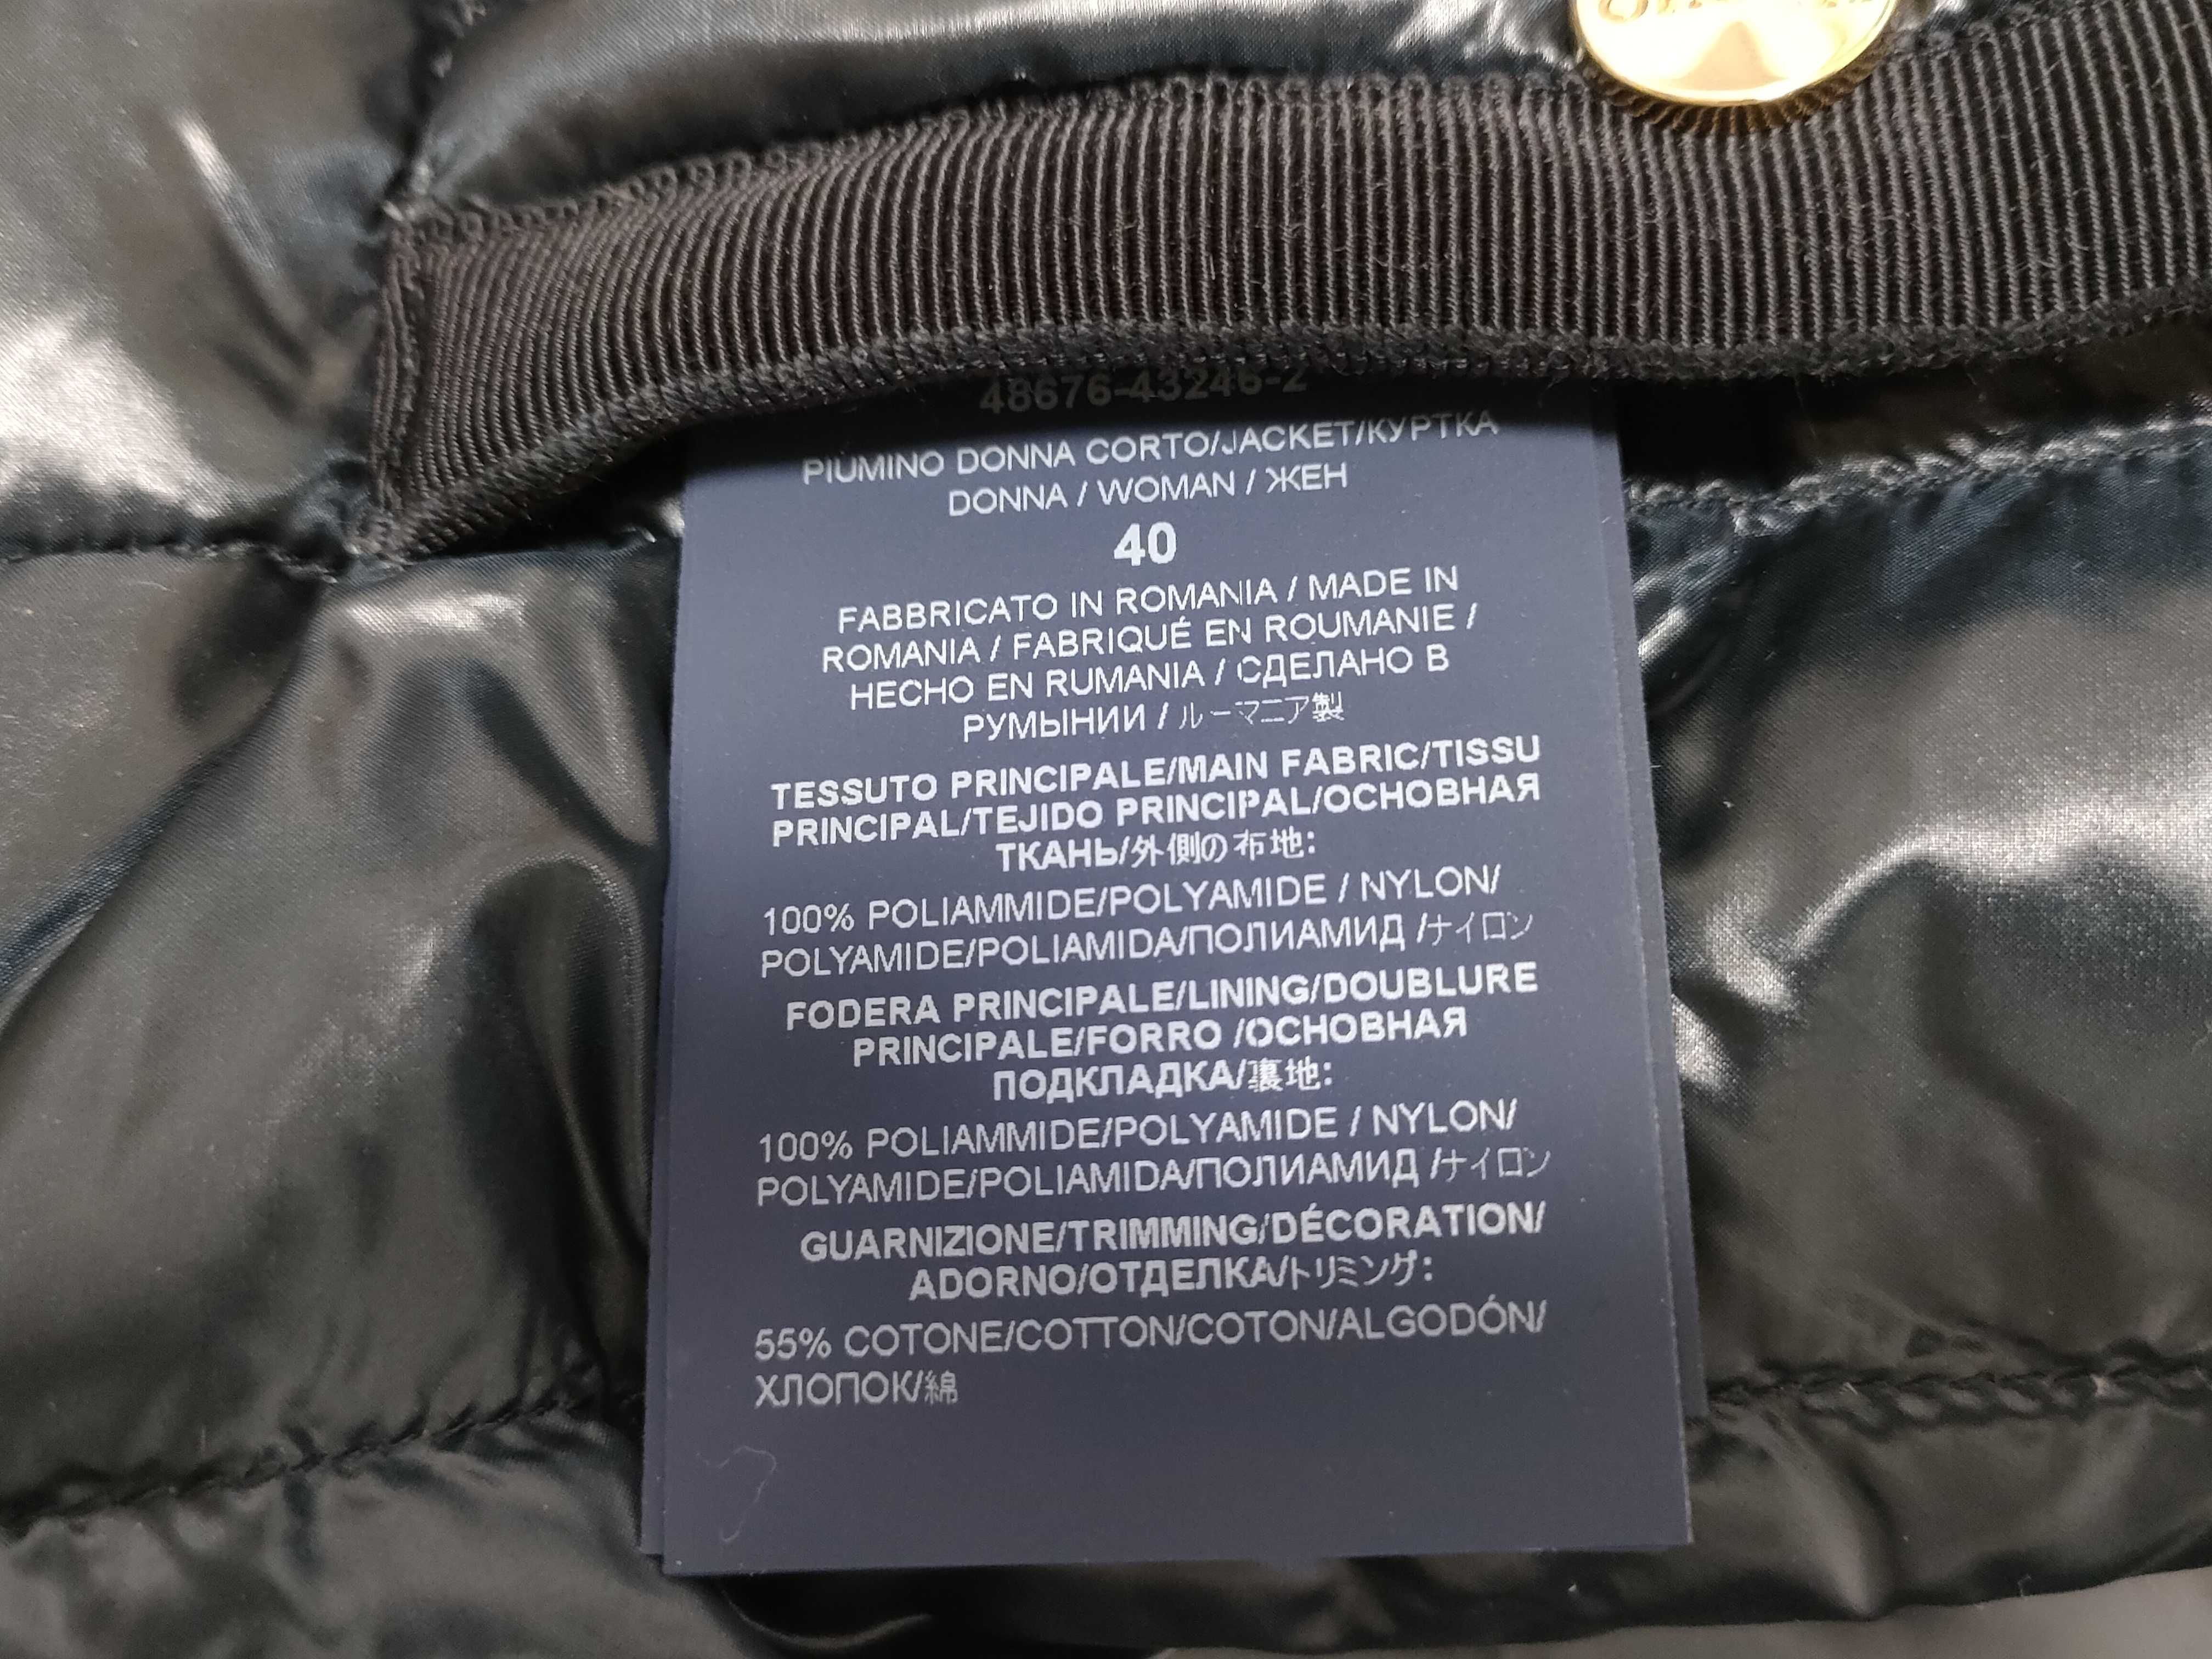 48676-43246-2
PIUMINO DONNA CORTO/JACKET/КУРТКА
DONNA / WOMAN / ЖЕН
40
FABBRICATO IN ROMANIA / MADE IN
ROMANIA / FABRIQUÉ EN ROUMANIE /
HECHO EN RUMANIA / СДЕЛАНО В
РУМЫНИИ / ルーマニア製
TESSUTO PRINCIPALE/MAIN FABRIC/TISSU
PRINCIPAL/TEJIDO PRINCIPAL/ОСНОВНАЯ
ТКАНЬ/外側の布地:
100% POLIAMMIDE/POLYAMIDE / NYLON/
POLYAMIDE/POLIAMIDA/ПОЛИАМИД /ナイロン
FODERA PRINCIPALE/LINING/DOUBLURE
PRINCIPALE/FORRO /ОСНОВНАЯ
ПОДКЛАДКА/裏地:
100% POLIAMMIDE/POLYAMIDE / NYLON/
POLYAMIDE/POLIAMIDA/ПОЛИАМИД /ナイロン
GUARNIZIONE/TRIMMING/DÉCORATION/
ADORNO/ОТДЕЛКА/トリミング:
55% COTONE/COTTON/COTON/ALGODÓN/
ХЛОПОК/綿